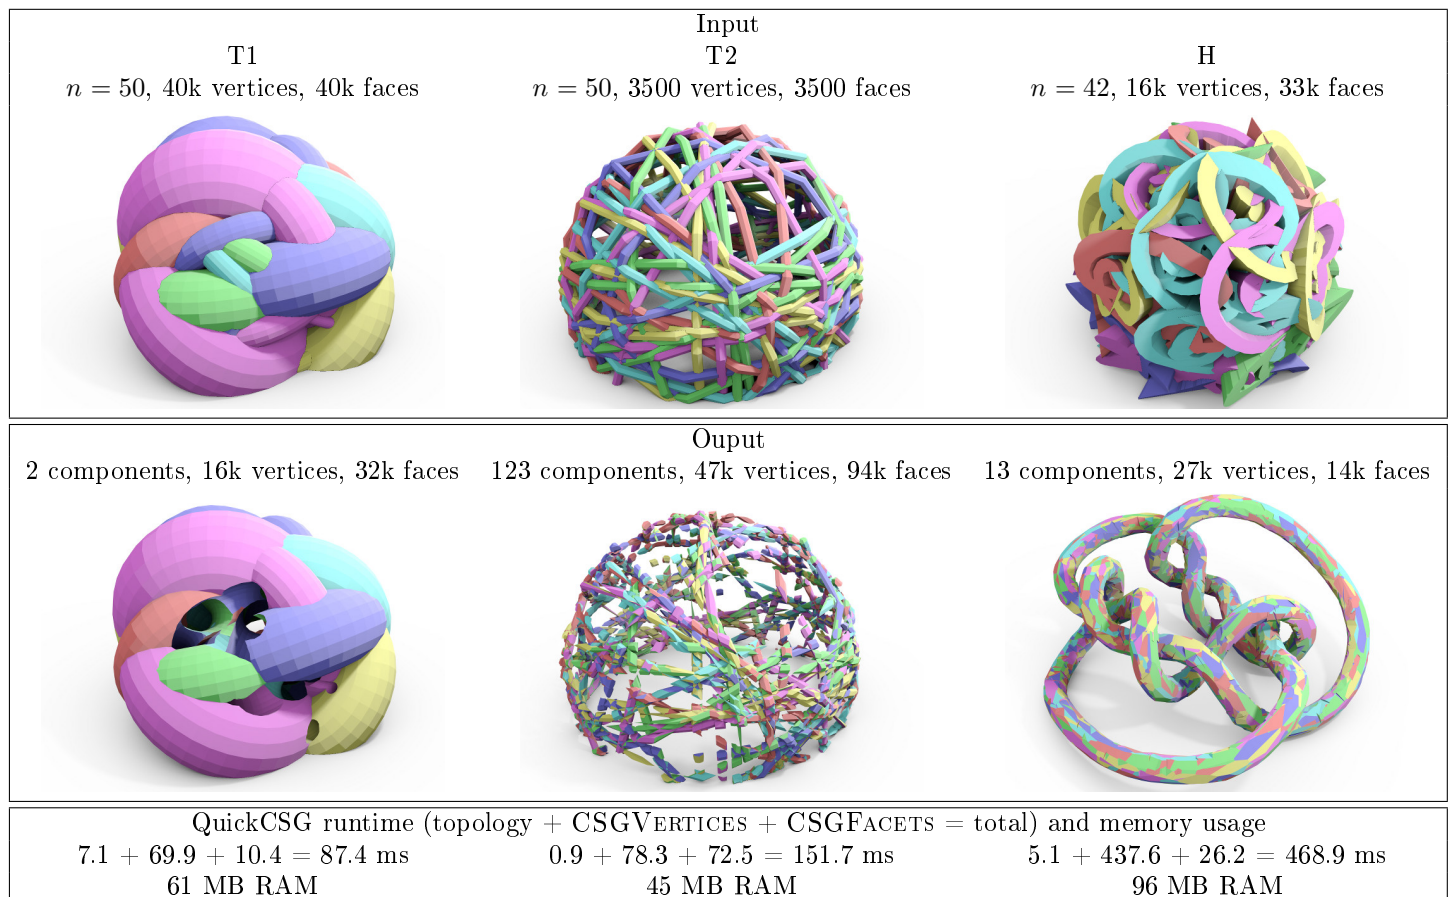 Input
T1 T2 H
n = 50, 40k vertices, 40k faces n = 50, 3500 vertices, 3500 faces n = 42, 16k vertices, 33k faces
Ouput
2 components, 16k vertices, 32k faces 123 components, 47k vertices, 94k faces 13 components, 27k vertices, 14k faces
QuickCSG runtime (topology + CSGVERTICES + CSGFACETS = total) and memory usage
7.1 + 69.9 + 10.4 = 87.4 ms 0.9 + 78.3 + 72.5 = 151.7 ms 5.1 + 437.6 + 26.2 = 468.9 ms
61 MB RAM 45 MB RAM 96 MB RAM